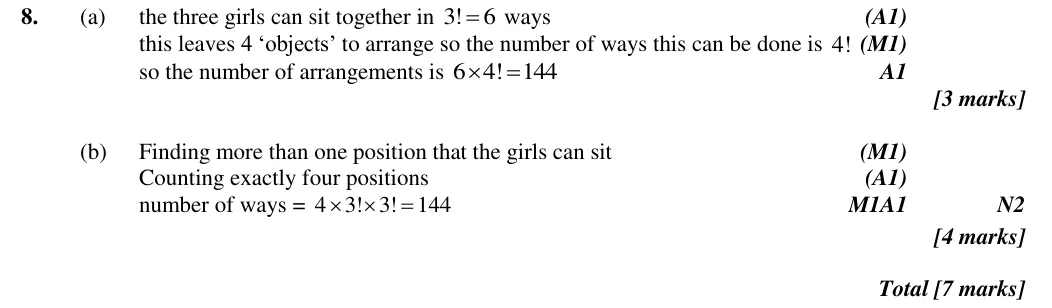 8. (a) the three girls can sit together in 3! = 6 ways (A1)
this leaves 4 ‘objects’ to arrange so the number of ways this can be done is 4! (M1)
so the number of arrangements is 6×4! = 144 A1
[3 marks]
(b) Finding more than one position that the girls can sit (M1)
Counting exactly four positions (A1)
number of ways = 4×3!×3! = 144 M1A1 N2
[4 marks]
Total [7 marks]